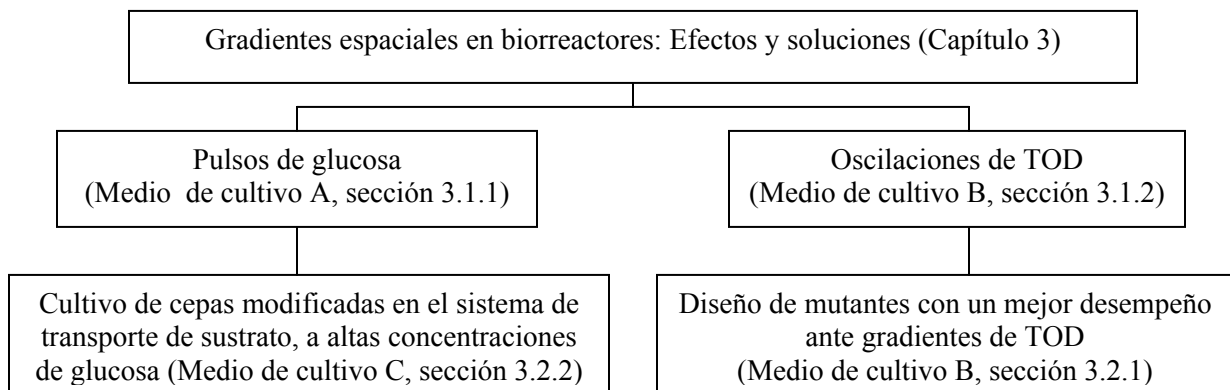 Gradientes espaciales en biorreactores: Efectos y soluciones (Capítulo 3)
Pulsos de glucosa
(Medio de cultivo A, sección 3.1.1)
Oscilaciones de TOD
(Medio de cultivo B, sección 3.1.2)
Cultivo de cepas modificadas en el sistema de
transporte de sustrato, a altas concentraciones
de glucosa (Medio de cultivo C, sección 3.2.2)
Diseño de mutantes con un mejor desempeño
ante gradientes de TOD
(Medio de cultivo B, sección 3.2.1)